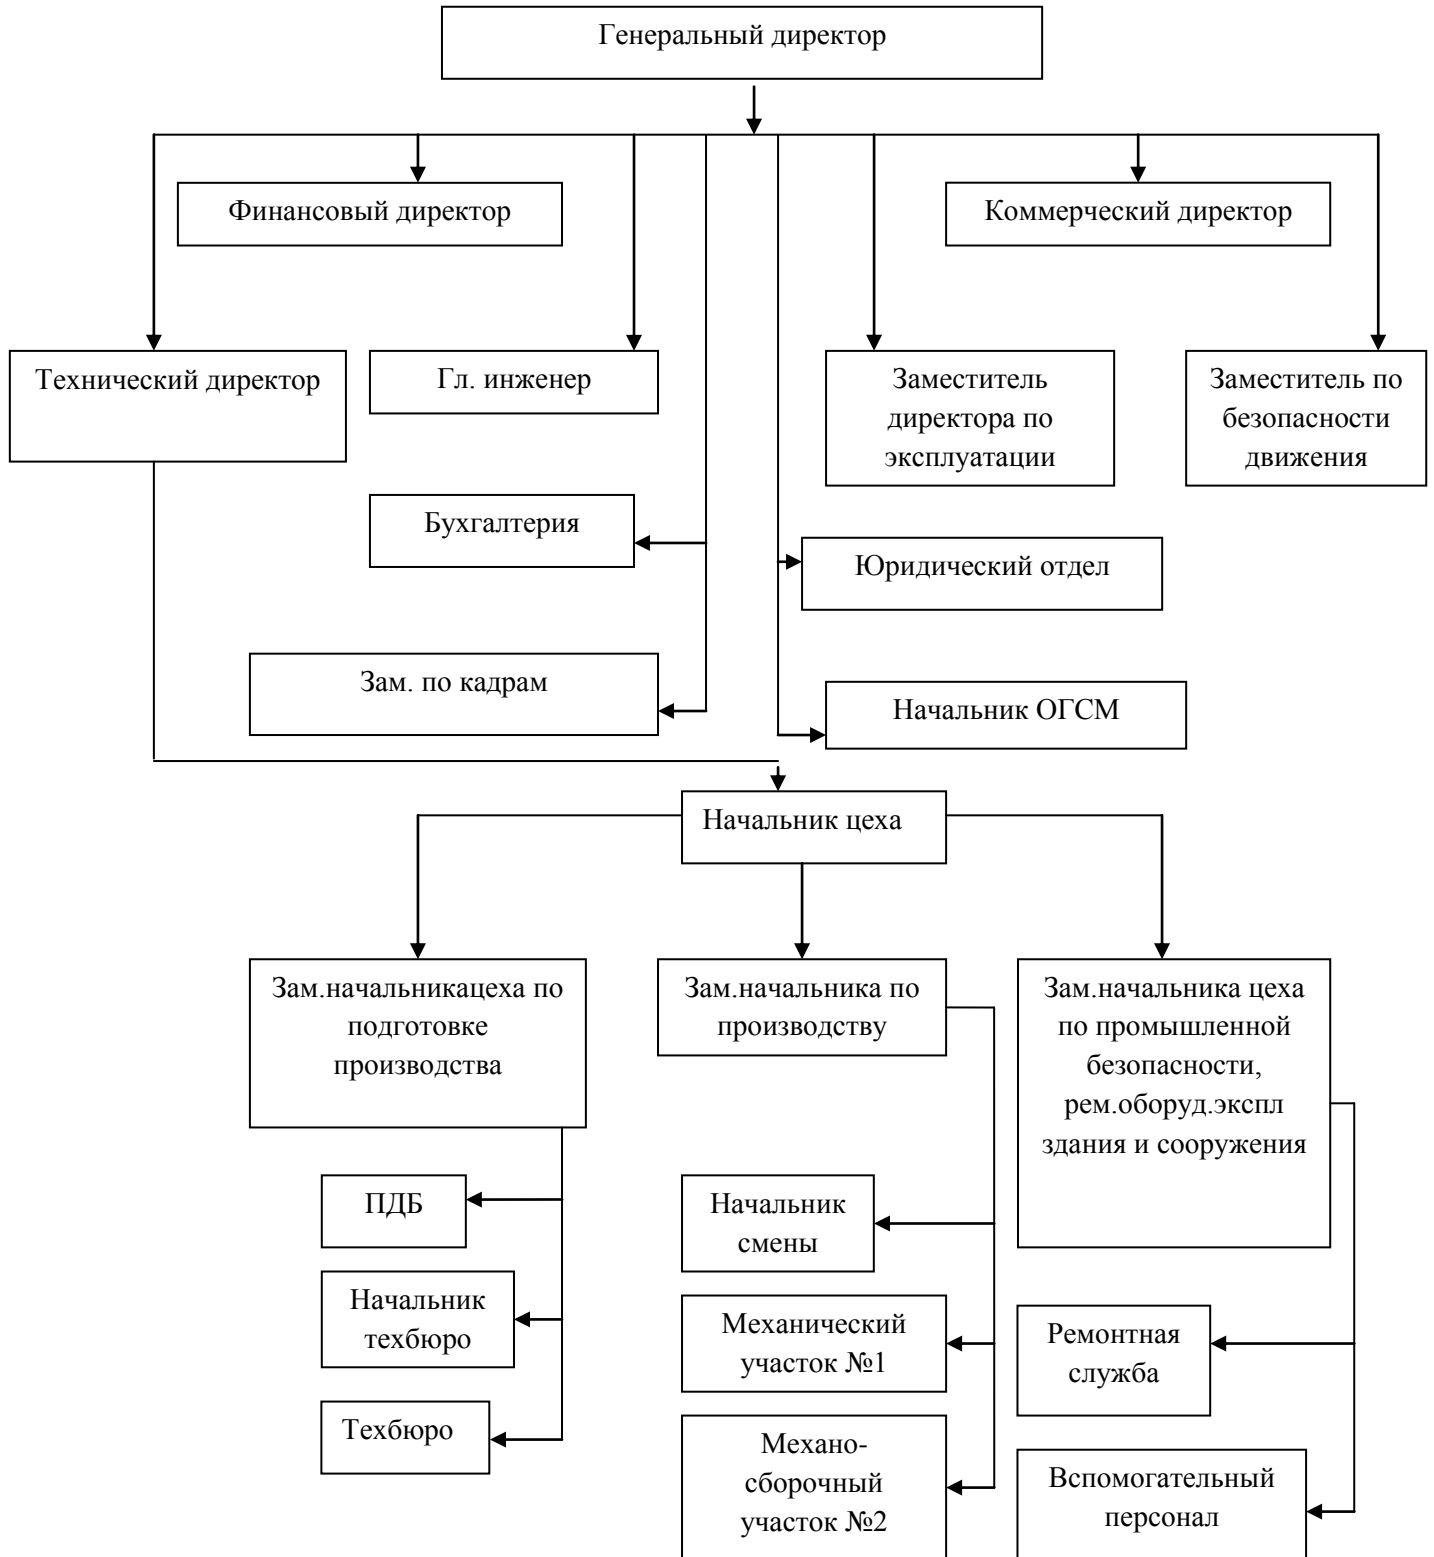 Генеральный директор
Финансовый директор
Коммерческий директор
Технический директор
Гл. инженер
Заместитель
директора по
эксплуатации
Заместитель по
безопасности
движения
Бухгалтерия
Юридический отдел
Зам. по кадрам
Начальник ОГСМ
Начальник цеха
Зам.начальникацеха по
подготовке
производства
Зам.начальника по
производству
Зам.начальника цеха
по промышленной
безопасности,
рем.оборуд.экспл
здания и сооружения
ПДБ
Начальник
техбюро
Техбюро
Начальник
смены
Механический
участок №1
Механо-
сборочный
участок №2
Ремонтная
служба
Вспомогательный
персонал